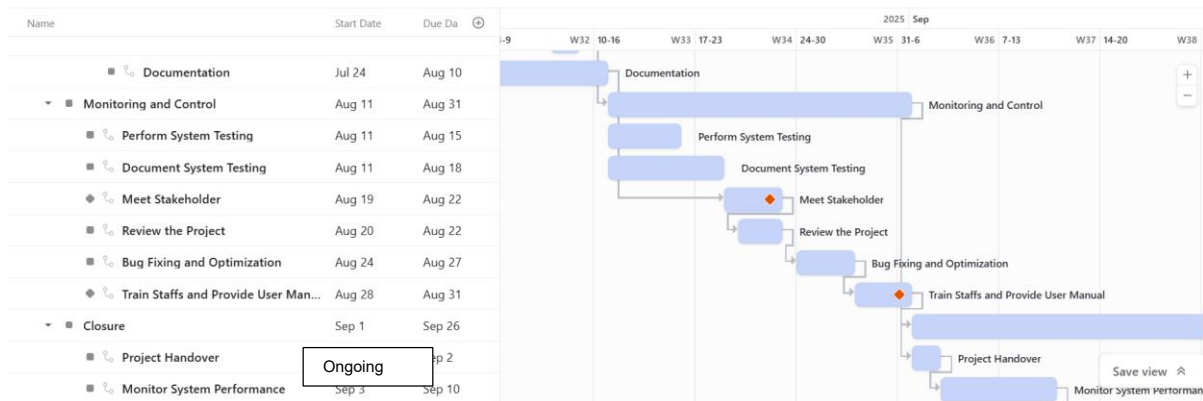 Name Start Date Due Da
2025 Sep
3-9 W32 10-16 W33 17-23 W34 24-30 W35 31-6 W36 7-13 W37 14-20 W38
Documentation Jul 24 Aug 10 Documentation
Monitoring and Control Aug 11 Aug 31 Monitoring and Control
Perform System Testing Aug 11 Aug 15 Perform System Testing
Document System Testing Aug 11 Aug 18 Document System Testing
Meet Stakeholder Aug 19 Aug 22 Meet Stakeholder
Review the Project Aug 20 Aug 22 Review the Project
Bug Fixing and Optimization Aug 24 Aug 27 Bug Fixing and Optimization
Train Staffs and Provide User Man... Aug 28 Aug 31 Train Staffs and Provide User Manual
Closure Sep 1 Sep 26
Project Handover ep 2 Project Handover
Ongoing
Save view
Monitor System Performance Sep 3 Sep 10 Monitor System Performan